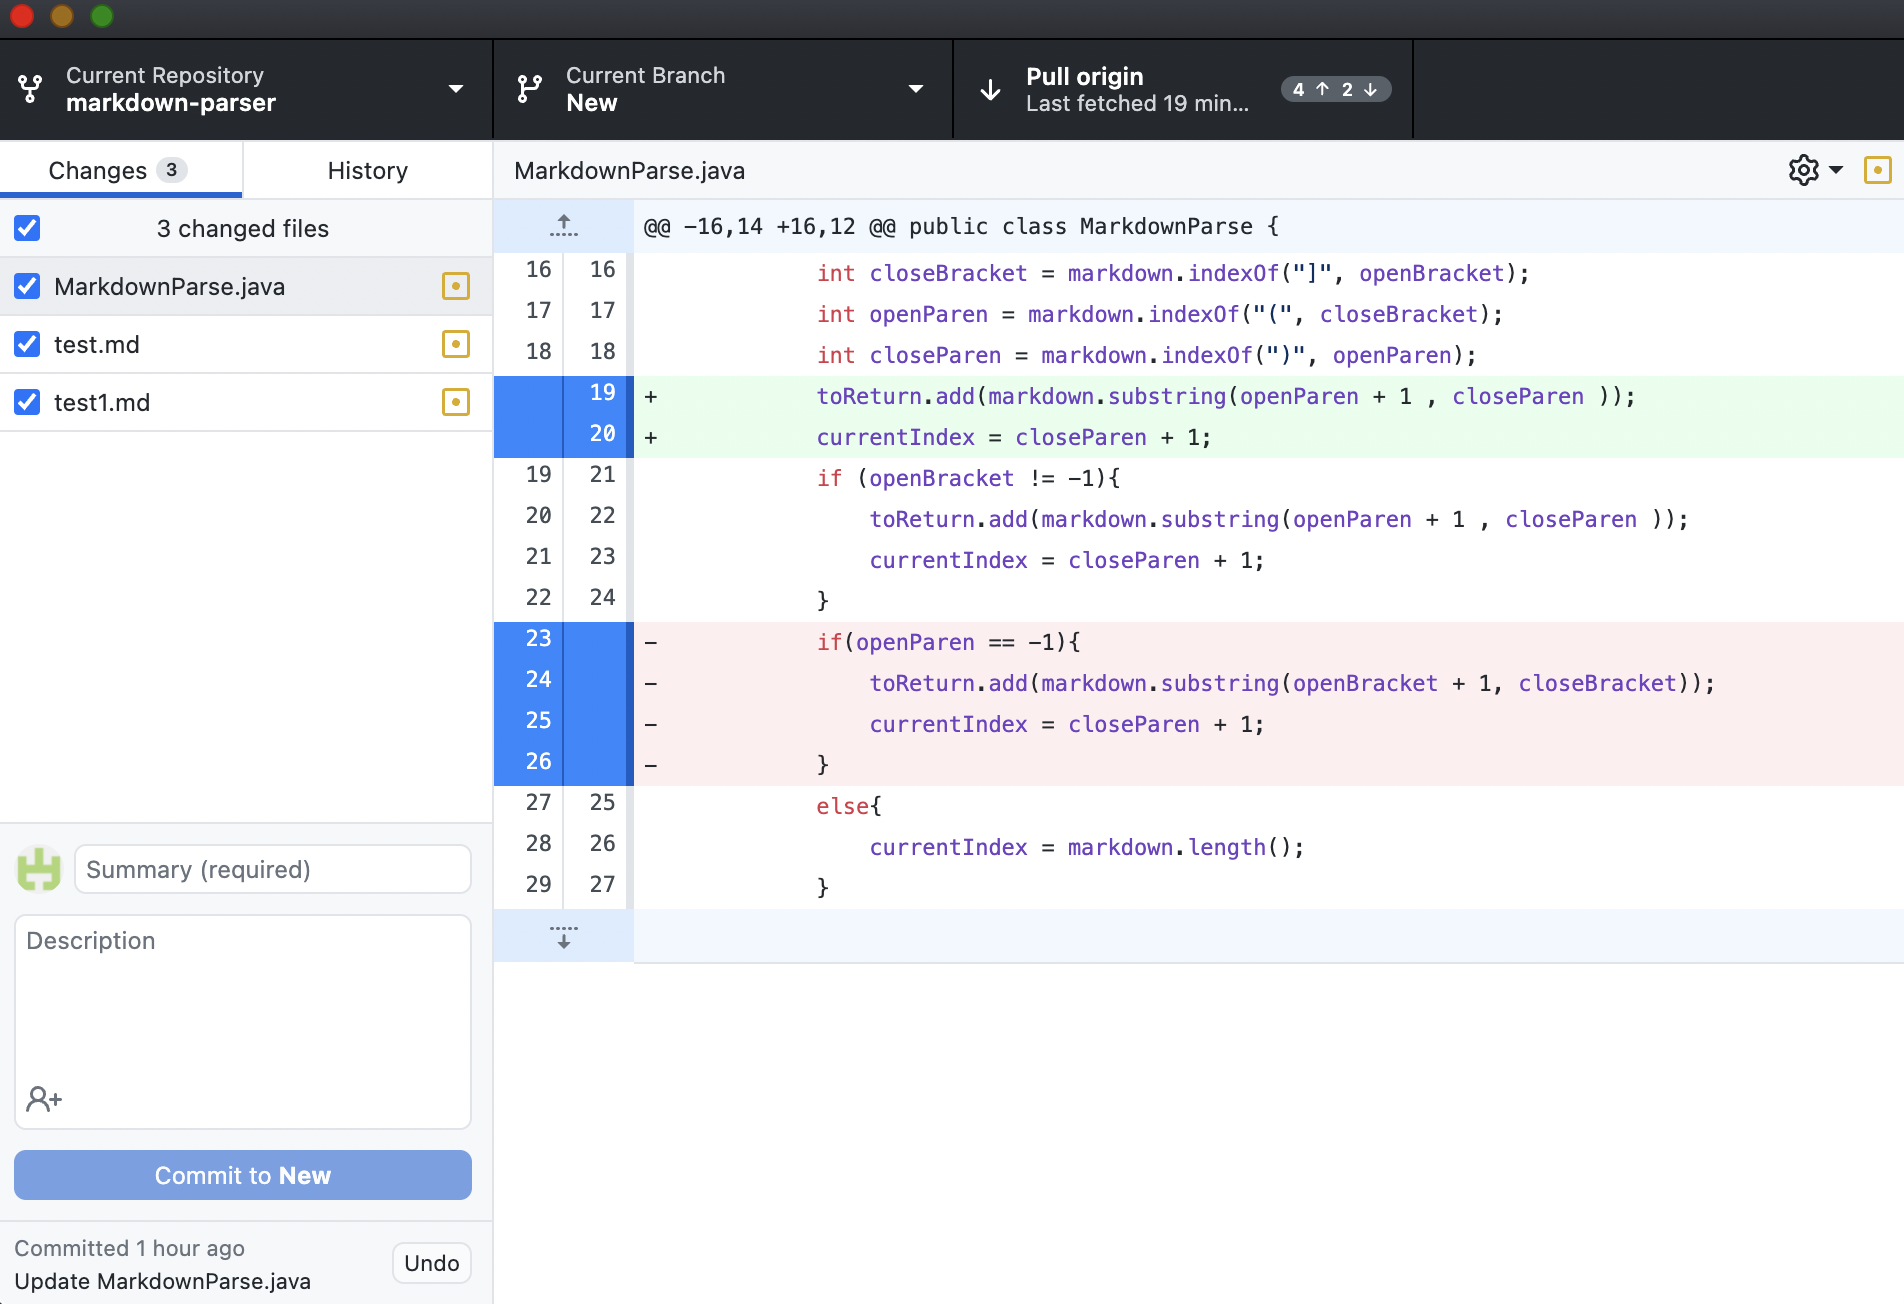 Current Repository
markdown-parser
Current Branch
New
Pull origin
Last fetched 19 min...
4 ↑ 2 ↓
Changes 3
History
MarkdownParse.java
3 changed files
MarkdownParse.java
test.md
test1.md
@@ -16,14 +16,12 @@ public class MarkdownParse {
16 16 int closeBracket = markdown.indexOf("]", openBracket);
17 17 int openParen = markdown.indexOf("(", closeBracket);
18 18 int closeParen = markdown.indexOf(")", openParen);
19 + toReturn.add(markdown.substring(openParen + 1 , closeParen ));
20 + currentIndex = closeParen + 1;
19 21 if (openBracket != -1){
20 22 toReturn.add(markdown.substring(openParen + 1 , closeParen ));
21 23 currentIndex = closeParen + 1;
22 24 }
23 - if(openParen == -1){
24 - toReturn.add(markdown.substring(openBracket + 1, closeBracket));
25 - currentIndex = closeParen + 1;
26 - }
27 25 else{
28 26 currentIndex = markdown.length();
29 27 }
Summary (required)
Description
Commit to New
Committed 1 hour ago
Update MarkdownParse.java
Undo